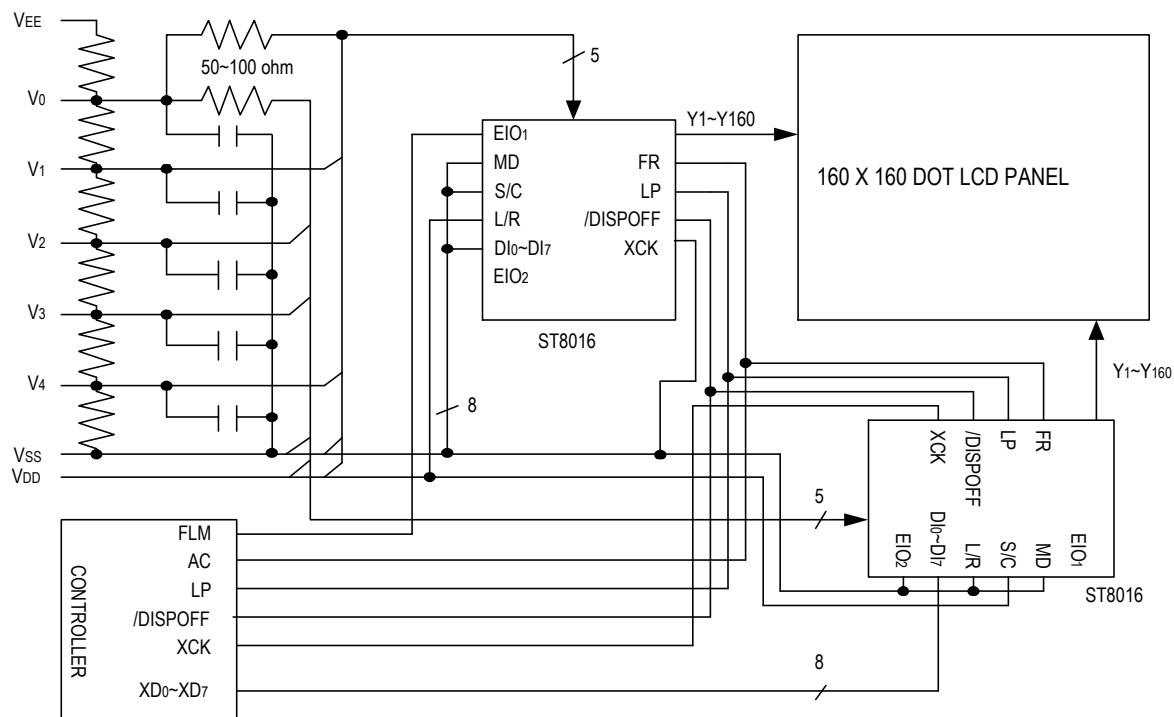 VEE
50~100 ohm
V0
V1
V2
V3
V4
VSS
VDD
5
EIO1
MD
S/C
L/R
DI0~DI7
EIO2
FR
LP
/DISPOFF
XCK
ST8016
Y1~Y160
160 X 160 DOT LCD PANEL
Y1~Y160
8
XCK
/DISPOFF
LP
FR
5
EIO2
DI0~DI7
L/R
S/C
MD
EIO1
ST8016
CONTROLLER
FLM
AC
LP
/DISPOFF
XCK
XD0~XD7
8